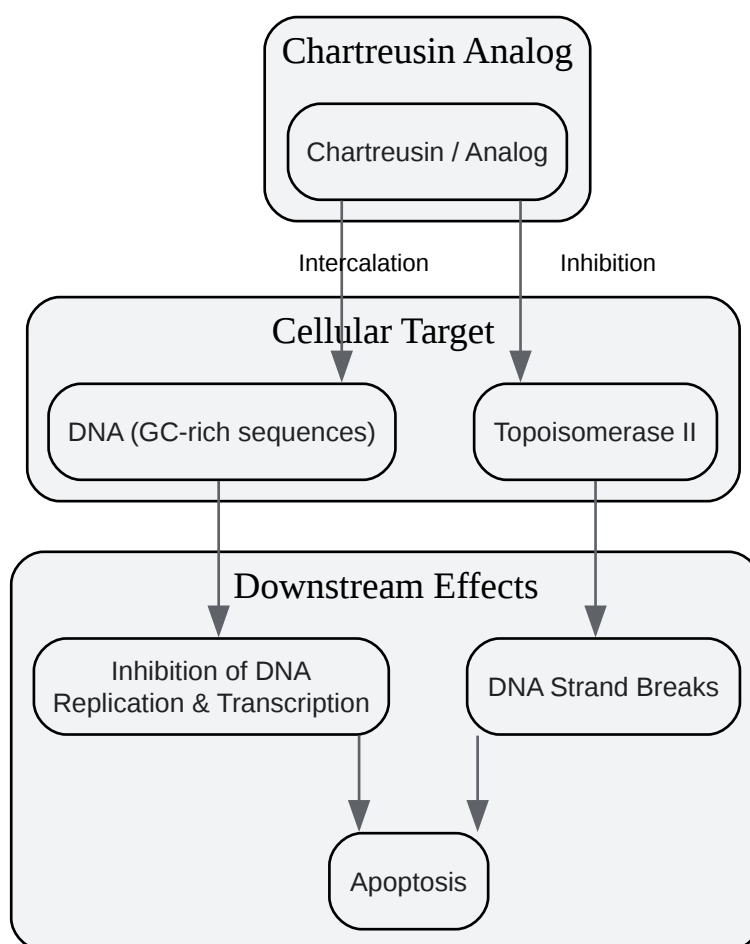 Chartreusin Analog
Chartreusin / Analog
Intercalation
Inhibition
Cellular Target
DNA (GC-rich sequences)
Topoisomerase II
Downstream Effects
Inhibition of DNA
Replication & Transcription
DNA Strand Breaks
Apoptosis